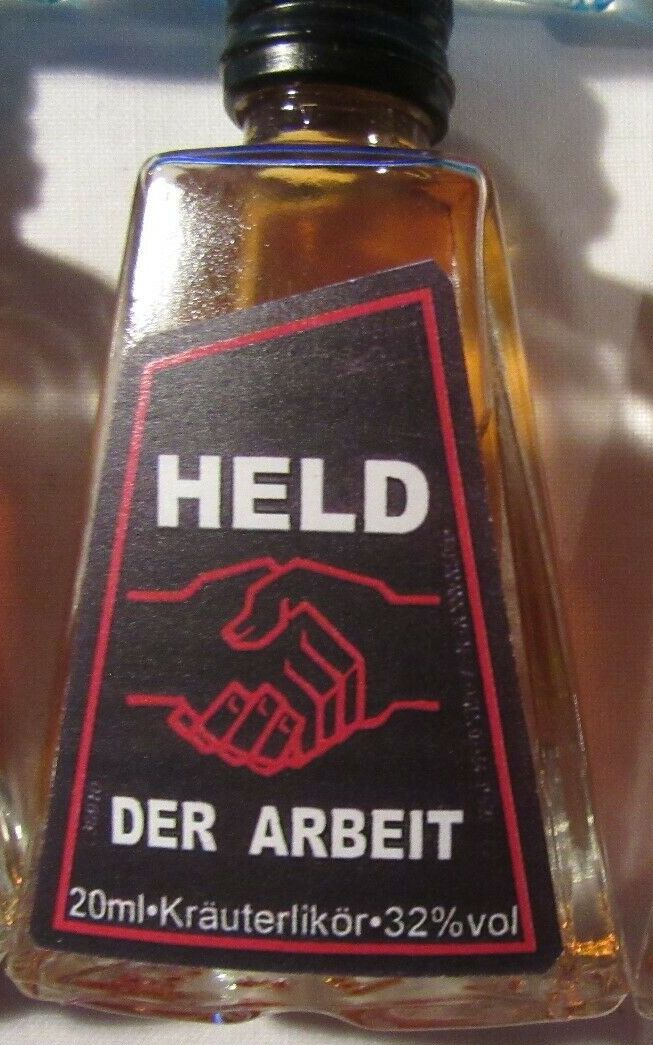 HELD
DER ARBEIT
20ml•Kräuterlikör•32%vol